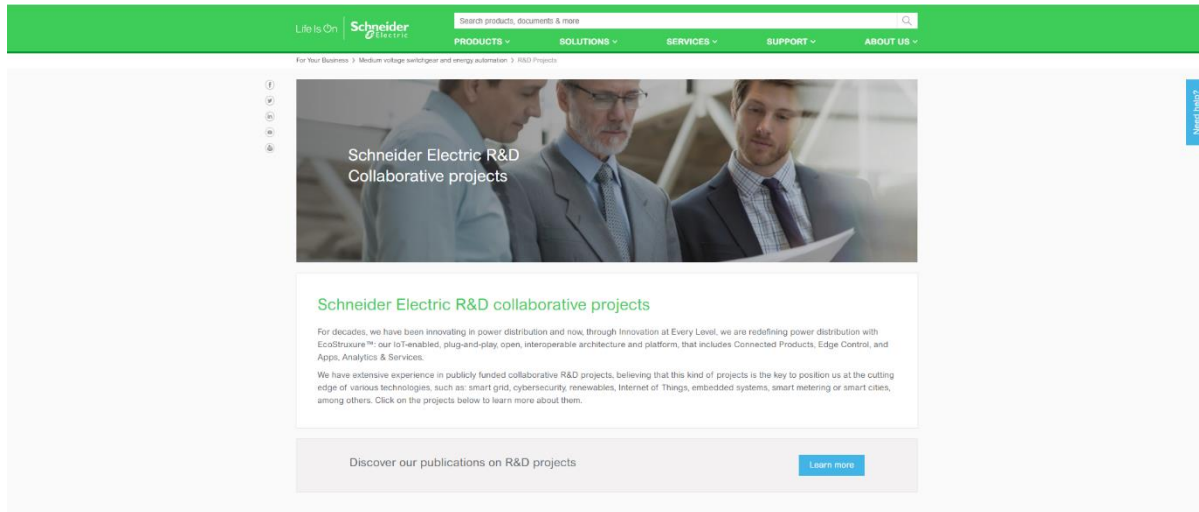 Life Is On
Schneider
Electric
Search products, documents & more
PRODUCTS
SOLUTIONS
SERVICES
SUPPORT
ABOUT US
For Your Business
Medium voltage switchgear and energy automation
R&D Projects
Need help?
Schneider Electric R&D
Collaborative projects
Schneider Electric R&D collaborative projects
For decades, we have been innovating in power distribution and now, through Innovation at Every Level, we are redefining power distribution with
EcoStruxure™: our IoT-enabled, plug-and-play, open, interoperable architecture and platform, that includes Connected Products, Edge Control, and
Apps, Analytics & Services.
We have extensive experience in publicly funded collaborative R&D projects, believing that this kind of projects is the key to position us at the cutting
edge of various technologies, such as: smart grid, cybersecurity, renewables, Internet of Things, embedded systems, smart metering or smart cities,
among others. Click on the projects below to learn more about them.
Discover our publications on R&D projects
Learn more